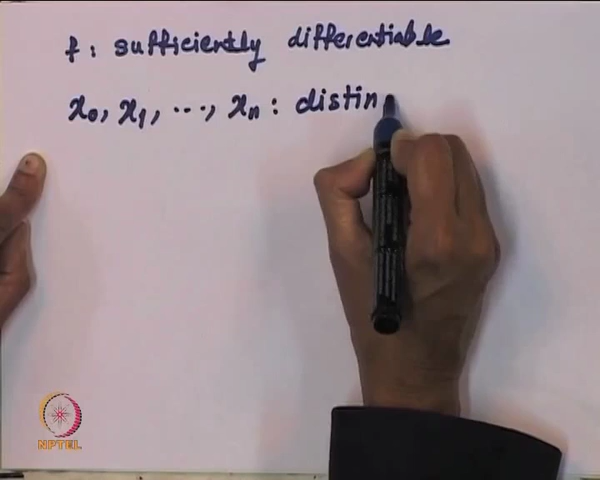 f : sufficiently differentiable
x₀, x₁, ..., xₙ : distin
NPTEL